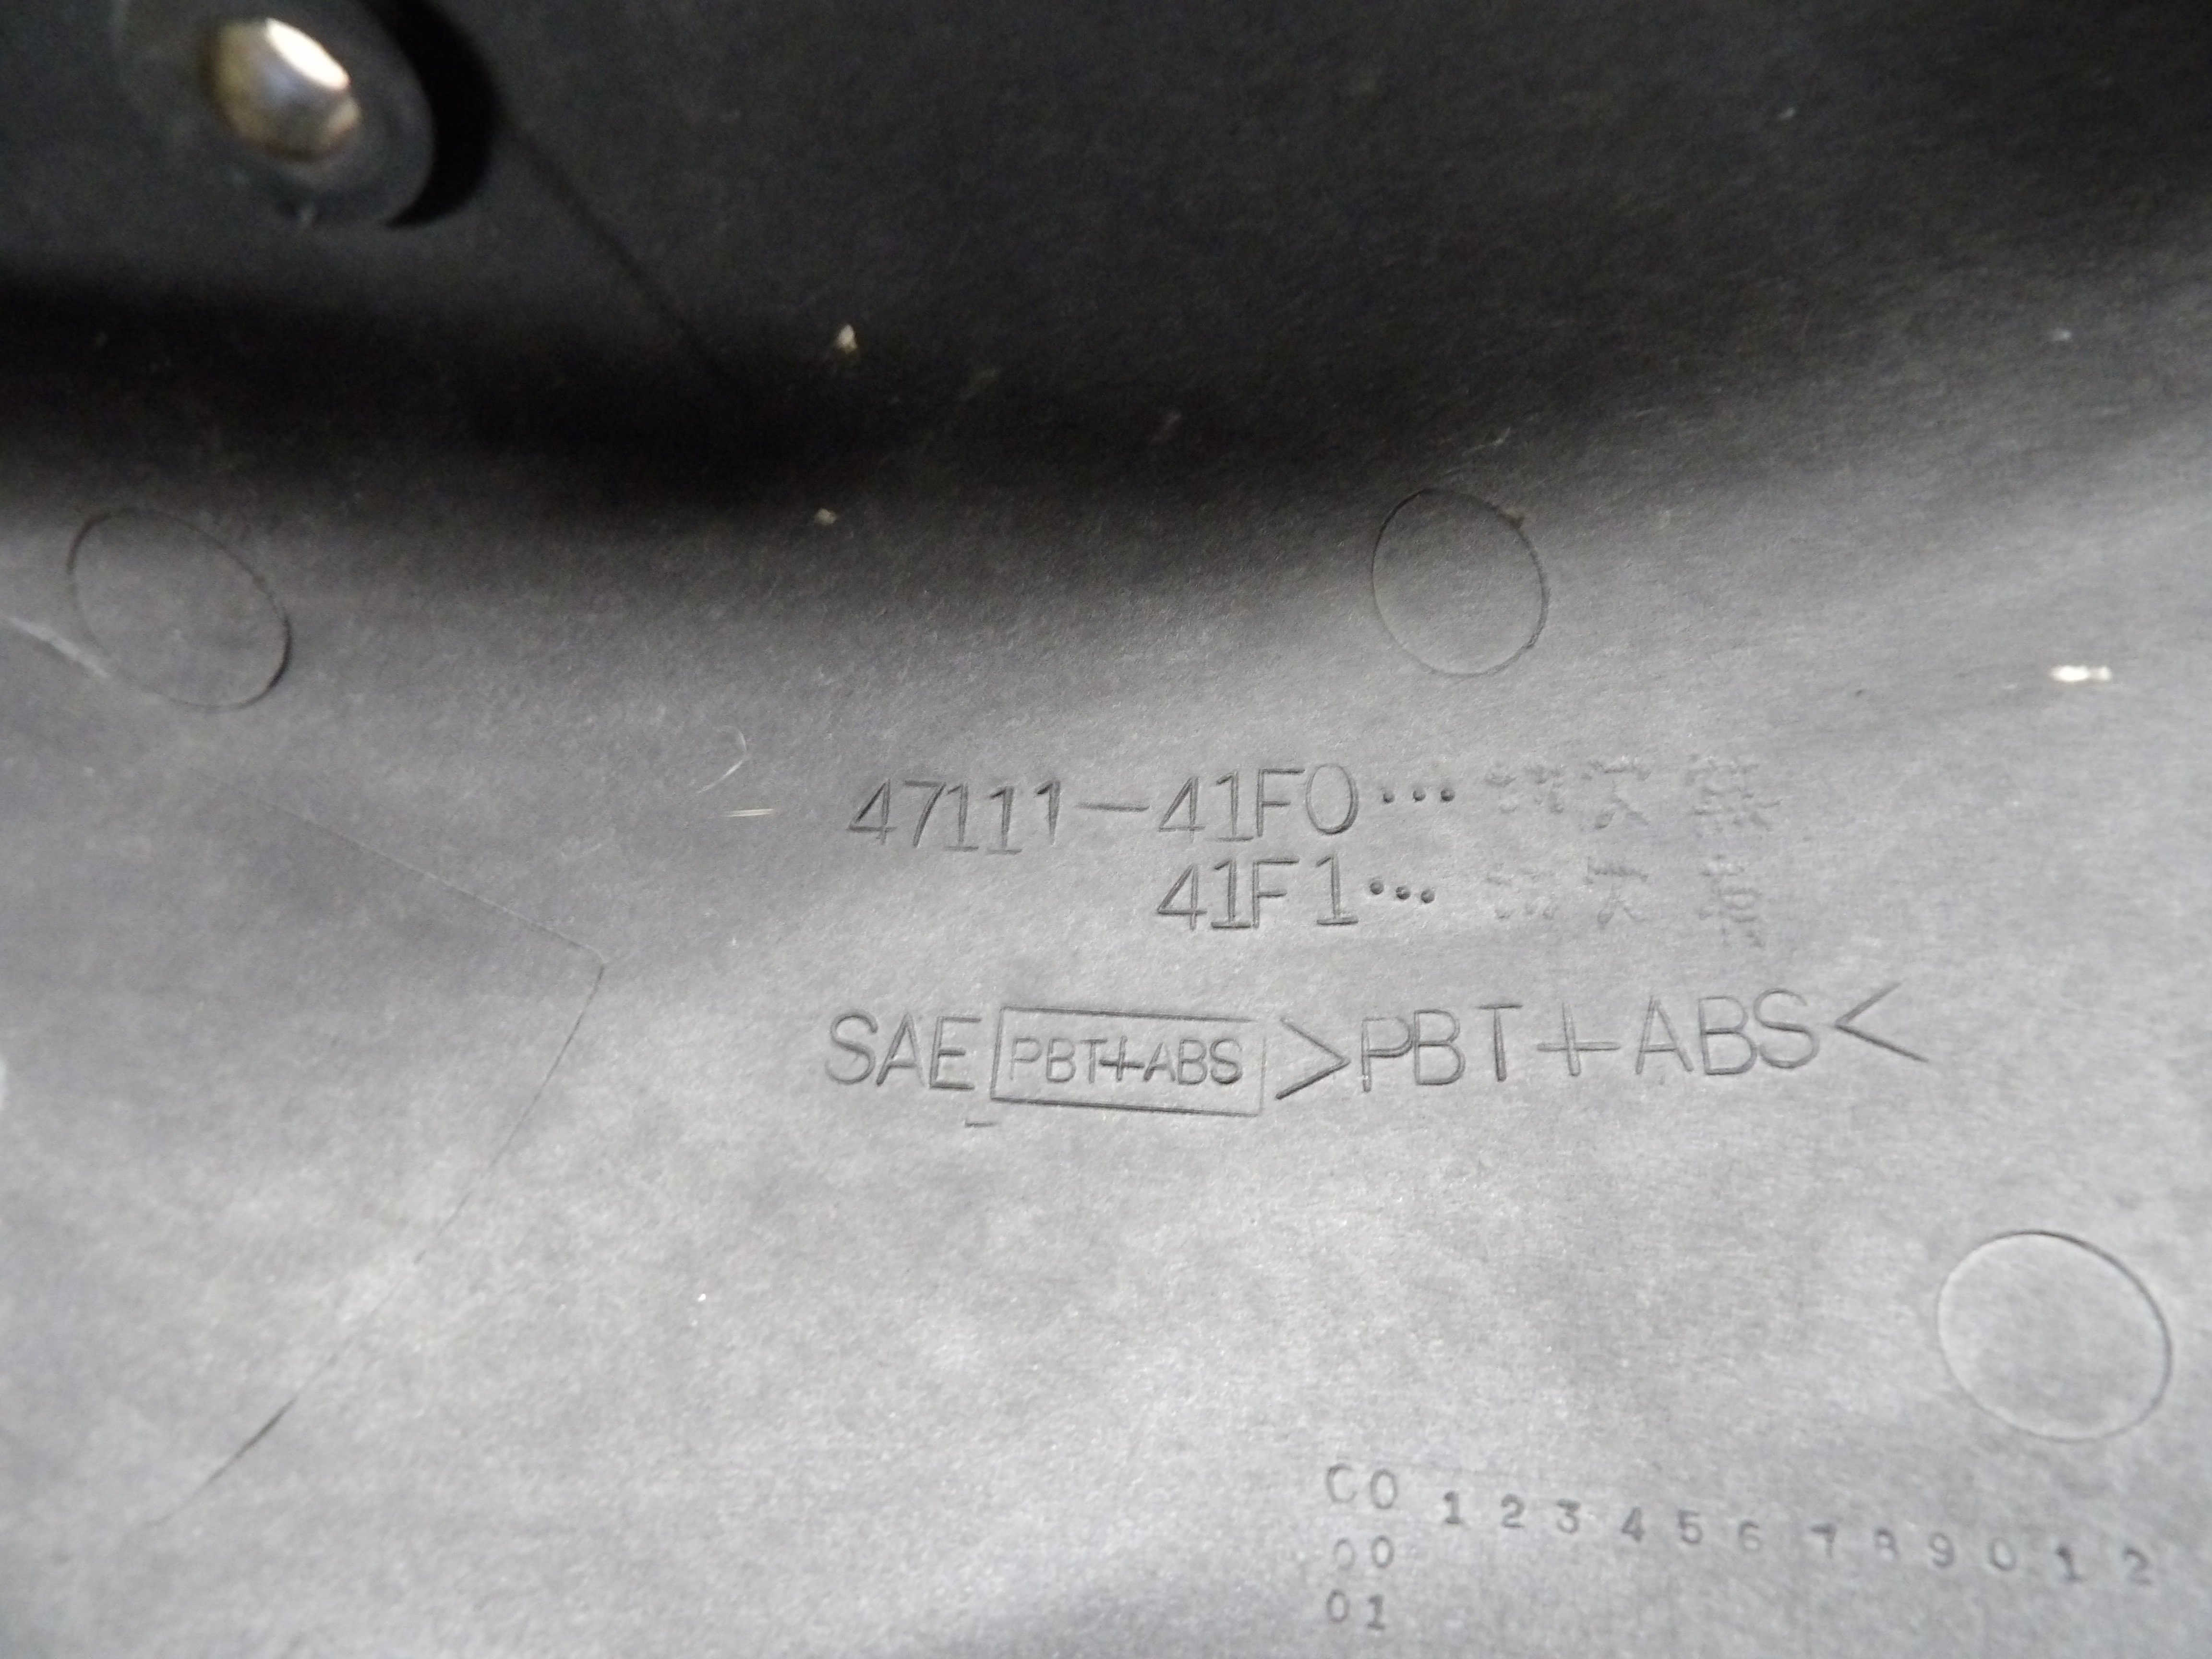 47111-41F0…
41F1…
SAE PBT+ABS >PBT+ABS<
00 1 2 3 4 5 6 7 8 9 0 1 2
00
01